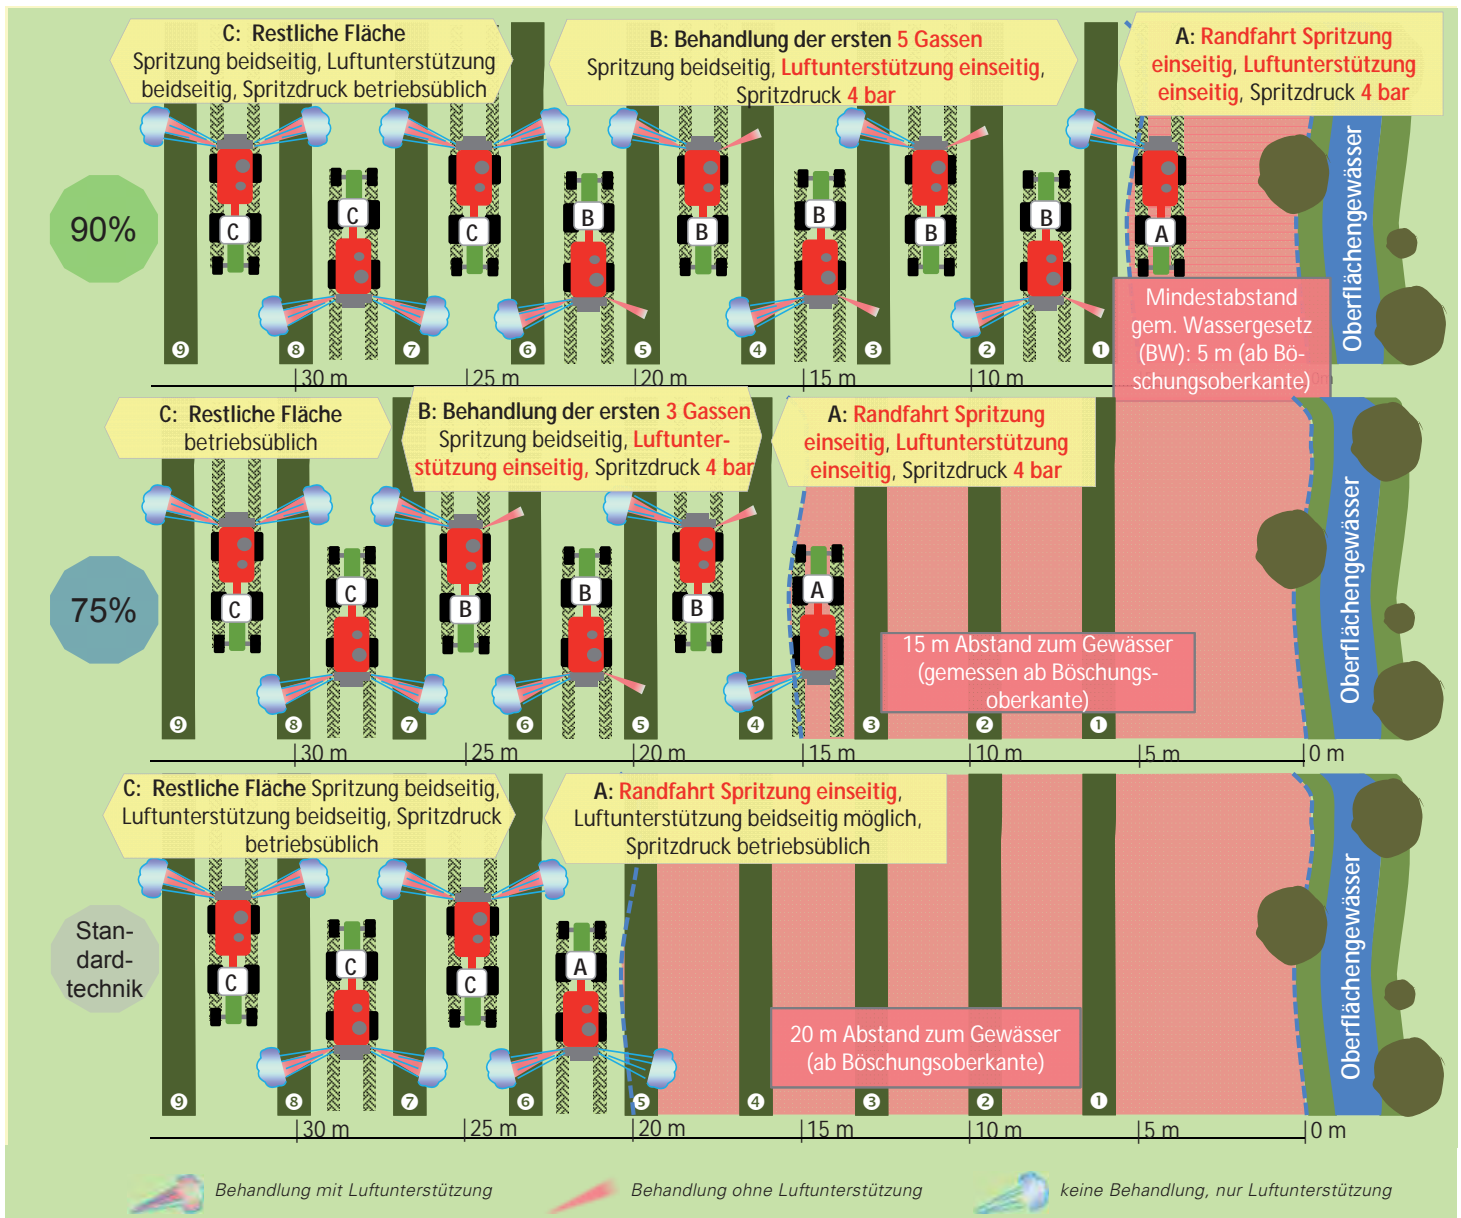 C: Restliche Fläche
Spritzung beidseitig, Luftunterstützung
beidseitig, Spritzdruck betriebsüblich
B: Behandlung der ersten 5 Gassen
Spritzung beidseitig, Luftunterstützung einseitig,
Spritzdruck 4 bar
A: Randfahrt Spritzung
einseitig, Luftunterstützung
einseitig, Spritzdruck 4 bar
90%
C
C
C
B
B
B
B
B
A
Mindestabstand
gem. Wassergesetz
(BW): 5 m (ab Bö-
schungsoberkante)
Oberflächengewässer
9 8 7 6 5 4 3 2 1
30 m 25 m 20 m 15 m 10 m 0m
C: Restliche Fläche
betriebsüblich
B: Behandlung der ersten 3 Gassen
Spritzung beidseitig, Luftunter-
stützung einseitig, Spritzdruck 4 bar
A: Randfahrt Spritzung
einseitig, Luftunterstützung
einseitig, Spritzdruck 4 bar
75%
C
C
B
B
B
A
15 m Abstand zum Gewässer
(gemessen ab Böschungs-
oberkante)
Oberflächengewässer
9 8 7 6 5 4 3 2 1
30 m 25 m 20 m 15 m 10 m 5 m 0 m
C: Restliche Fläche Spritzung beidseitig,
Luftunterstützung beidseitig, Spritzdruck
betriebsüblich
A: Randfahrt Spritzung einseitig,
Luftunterstützung beidseitig möglich,
Spritzdruck betriebsüblich
Stan-
dard-
technik
C
C
C
A
20 m Abstand zum Gewässer
(ab Böschungsoberkante)
Oberflächengewässer
9 8 7 6 5 4 3 2 1
30 m 25 m 20 m 15 m 10 m 5 m 0 m
Behandlung mit Luftunterstützung
Behandlung ohne Luftunterstützung
keine Behandlung, nur Luftunterstützung